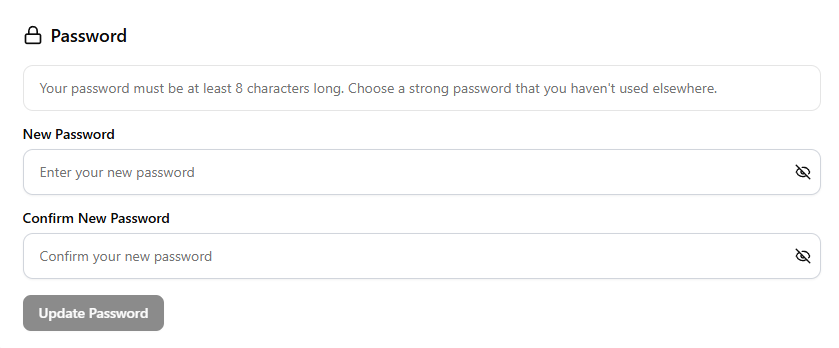 Password
Your password must be at least 8 characters long. Choose a strong password that you haven't used elsewhere.
New Password
Enter your new password
Confirm New Password
Confirm your new password
Update Password